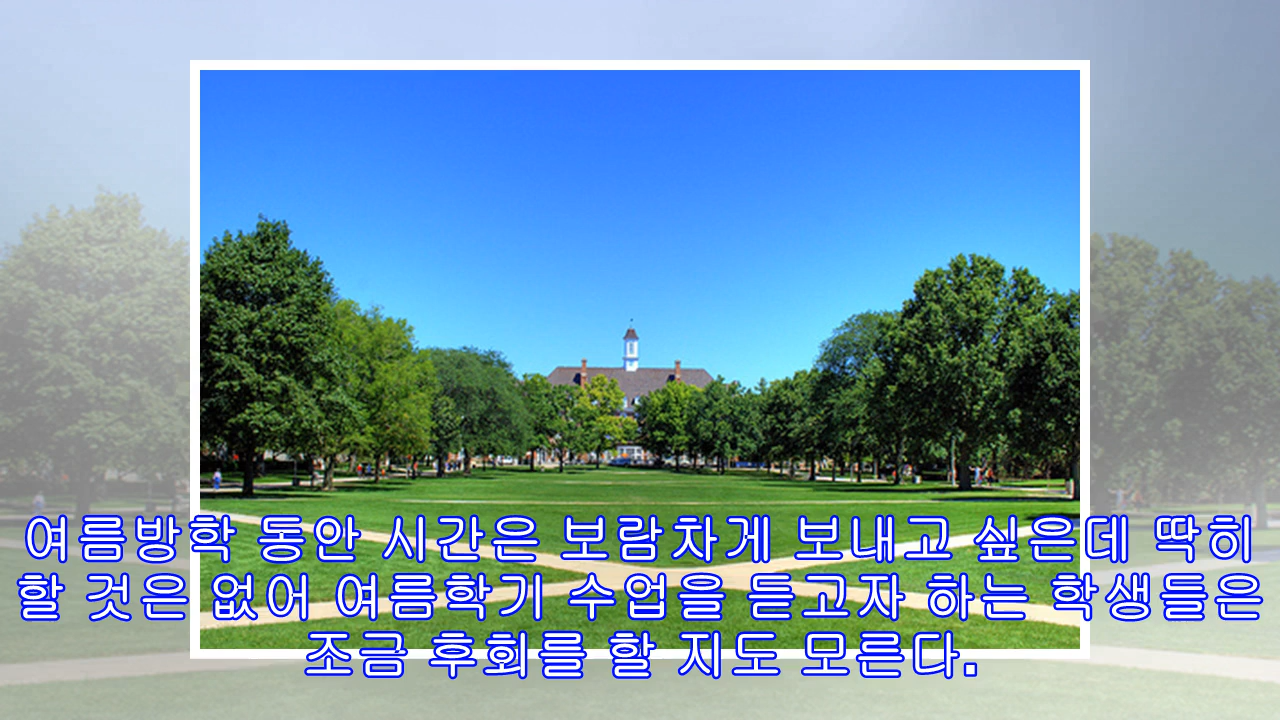 여름방학 동안 시간은 보람차게 보내고 싶은데 딱히
할 것은 없어 여름학기 수업을 듣고자 하는 학생들은
조금 후회를 할 지도 모른다.